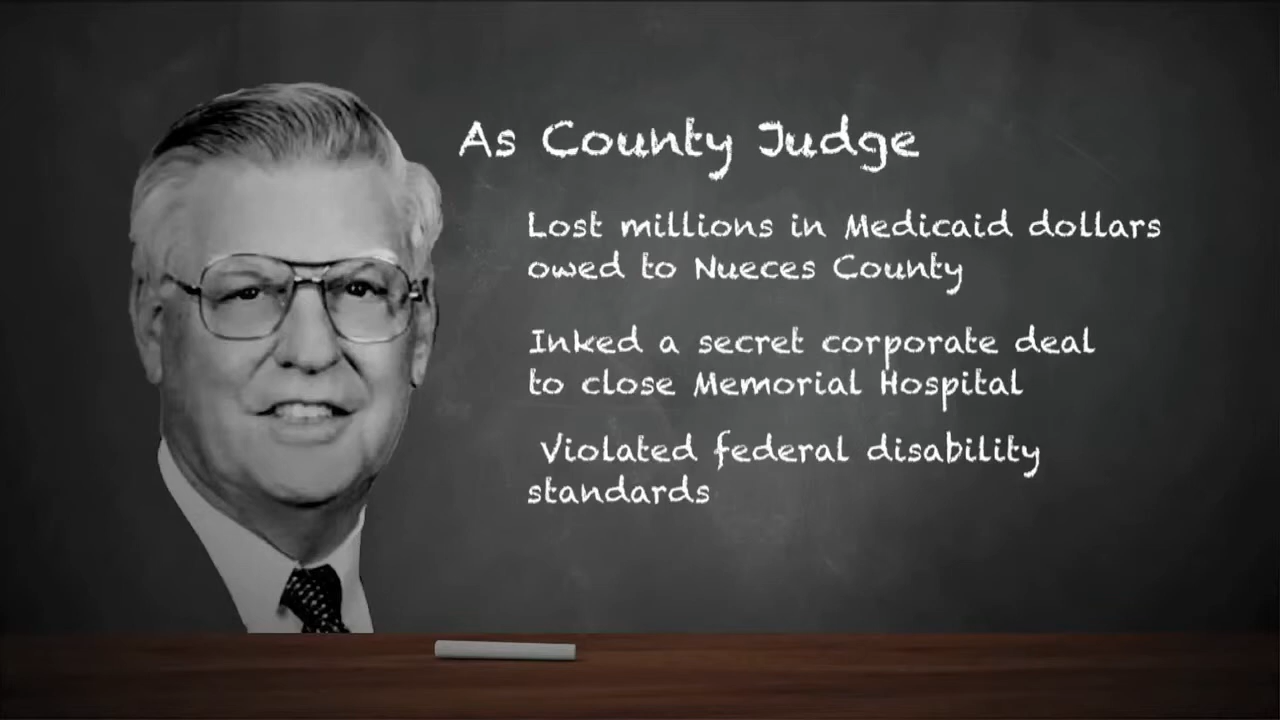 As County Judge
Lost millions in Medicaid dollars
owed to Nueces County
Inked a secret corporate deal
to close Memorial Hospital
Violated federal disability
standards